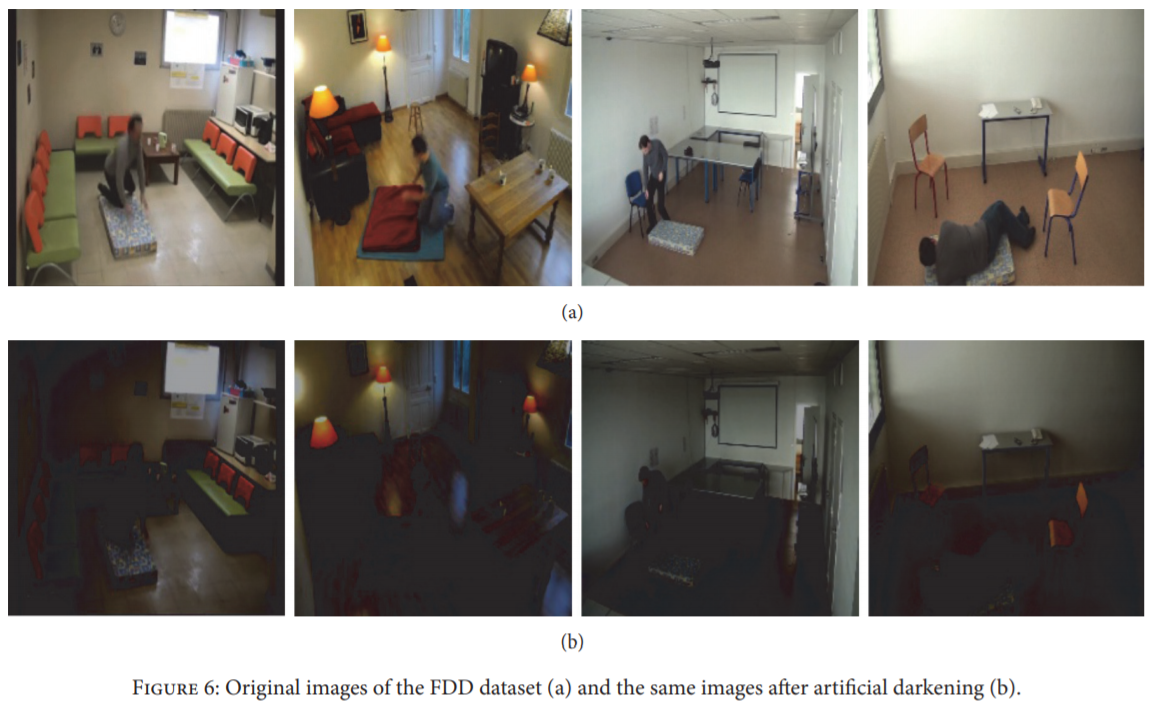 (a)
(b)
FIGURE 6: Original images of the FDD dataset (a) and the same images after artificial darkening (b).